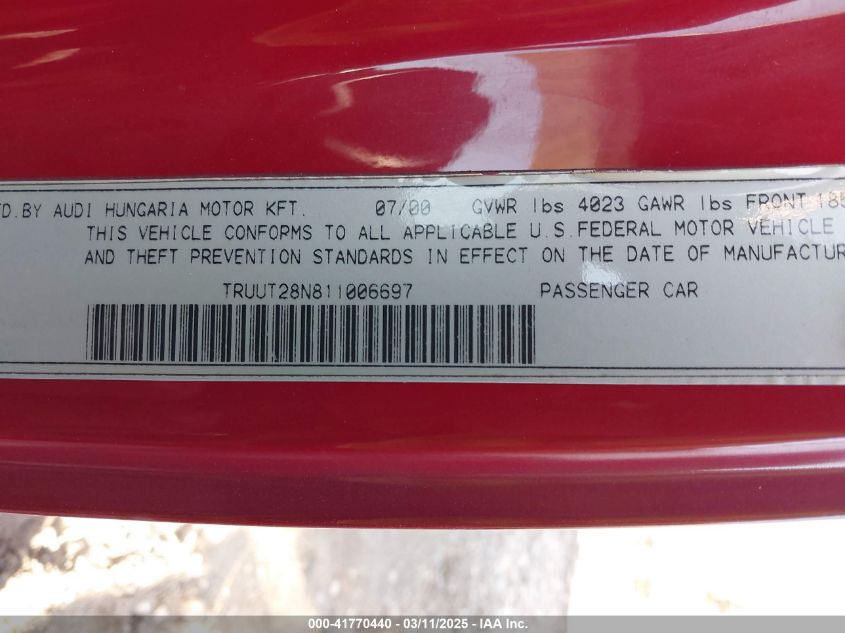 FD.BY AUDI HUNGARIA MOTOR KFT. 07/00 GVWR lbs 4023 GAWR lbs FRONT
THIS VEHICLE CONFORMS TO ALL APPLICABLE U.S.FEDERAL MOTOR VEHICLE
AND THEFT PREVENTION STANDARDS IN EFFECT ON THE DATE OF MANUFACTUR
TRUUT28N811006697 PASSENGER CAR
000-41770440 - 03/11/2025 - IAA Inc.